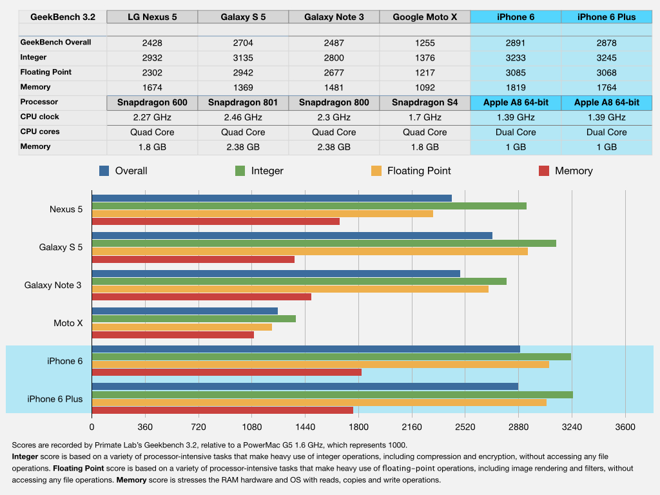 GeekBench 3.2 LG Nexus 5 Galaxy S 5 Galaxy Note 3 Google Moto X iPhone 6 iPhone 6 Plus
GeekBench Overall 2428 2704 2487 1255 2891 2878
Integer 2932 3135 2800 1376 3233 3245
Floating Point 2302 2942 2677 1217 3085 3068
Memory 1674 1369 1481 1092 1819 1764
Processor Snapdragon 600 Snapdragon 801 Snapdragon 800 Snapdragon S4 Apple A8 64-bit Apple A8 64-bit
CPU clock 2.27 GHz 2.46 GHz 2.3 GHz 1.7 GHz 1.39 GHz 1.39 GHz
CPU cores Quad Core Quad Core Quad Core Quad Core Dual Core Dual Core
Memory 1.8 GB 2.38 GB 2.38 GB 1.8 GB 1 GB 1 GB
Overall Integer Floating Point Memory
Nexus 5
Galaxy S 5
Galaxy Note 3
Moto X
iPhone 6
iPhone 6 Plus
0 360 720 1080 1440 1800 2160 2520 2880 3240 3600
Scores are recorded by Primate Lab's Geekbench 3.2, relative to a PowerMac G5 1.6 GHz, which represents 1000.
Integer score is based on a variety of processor-intensive tasks that make heavy use of integer operations, including compression and encryption, without accessing any file
operations. Floating Point score is based on a variety of processor-intensive tasks that make heavy use of floating-point operations, including image rendering and filters, without
accessing any file operations. Memory score is stresses the RAM hardware and OS with reads, copies and write operations.